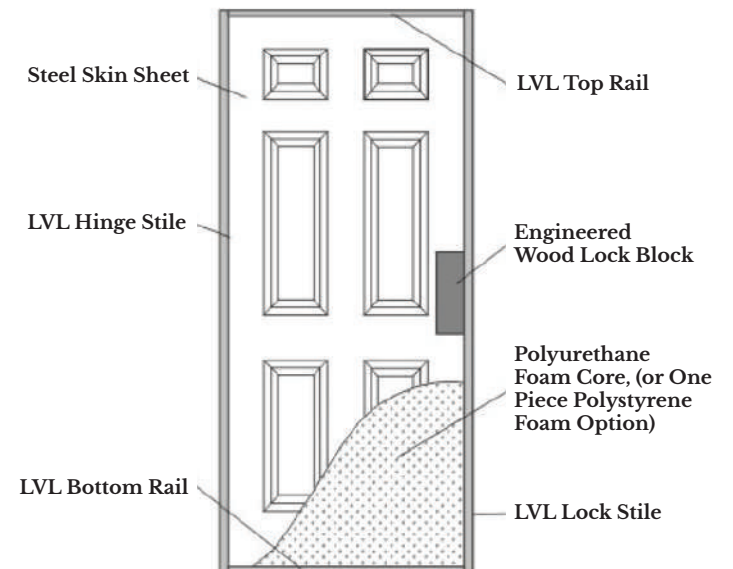 Steel Skin Sheet
LVL Top Rail
LVL Hinge Stile
Engineered
Wood Lock Block
Polyurethane
Foam Core, (or One
Piece Polystyrene
Foam Option)
LVL Bottom Rail
LVL Lock Stile